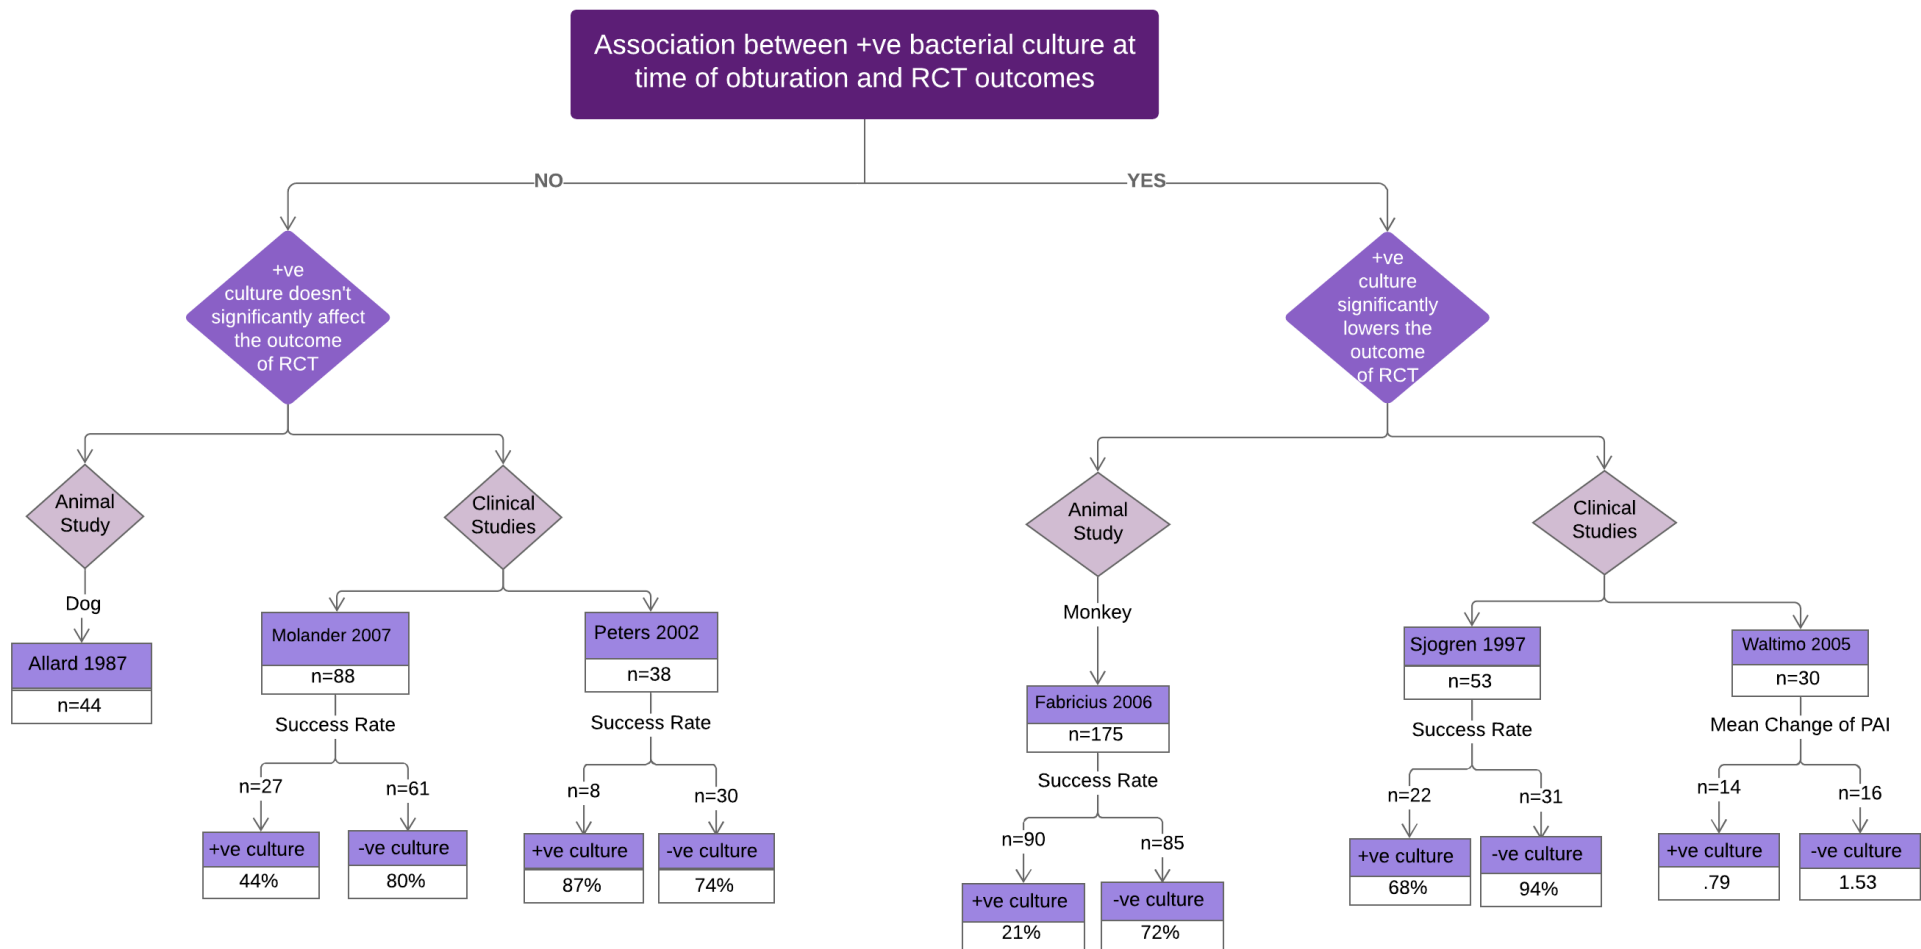 Association between +ve bacterial culture at
time of obturation and RCT outcomes
NO
YES
+ve
culture doesn't
significantly affect
the outcome
of RCT
+ve
culture
significantly
lowers the
outcome
of RCT
Animal
Study
Clinical
Studies
Animal
Study
Clinical
Studies
Dog
Allard 1987
n=44
Molander 2007
n=88
Success Rate
n=27
n=61
+ve culture
44%
-ve culture
80%
Peters 2002
n=38
Success Rate
n=8
n=30
+ve culture
87%
-ve culture
74%
Monkey
Fabricius 2006
n=175
Success Rate
n=90
n=85
+ve culture
21%
-ve culture
72%
Sjogren 1997
n=53
Success Rate
n=22
n=31
+ve culture
68%
-ve culture
94%
Waltimo 2005
n=30
Mean Change of PAI
n=14
n=16
+ve culture
.79
-ve culture
1.53